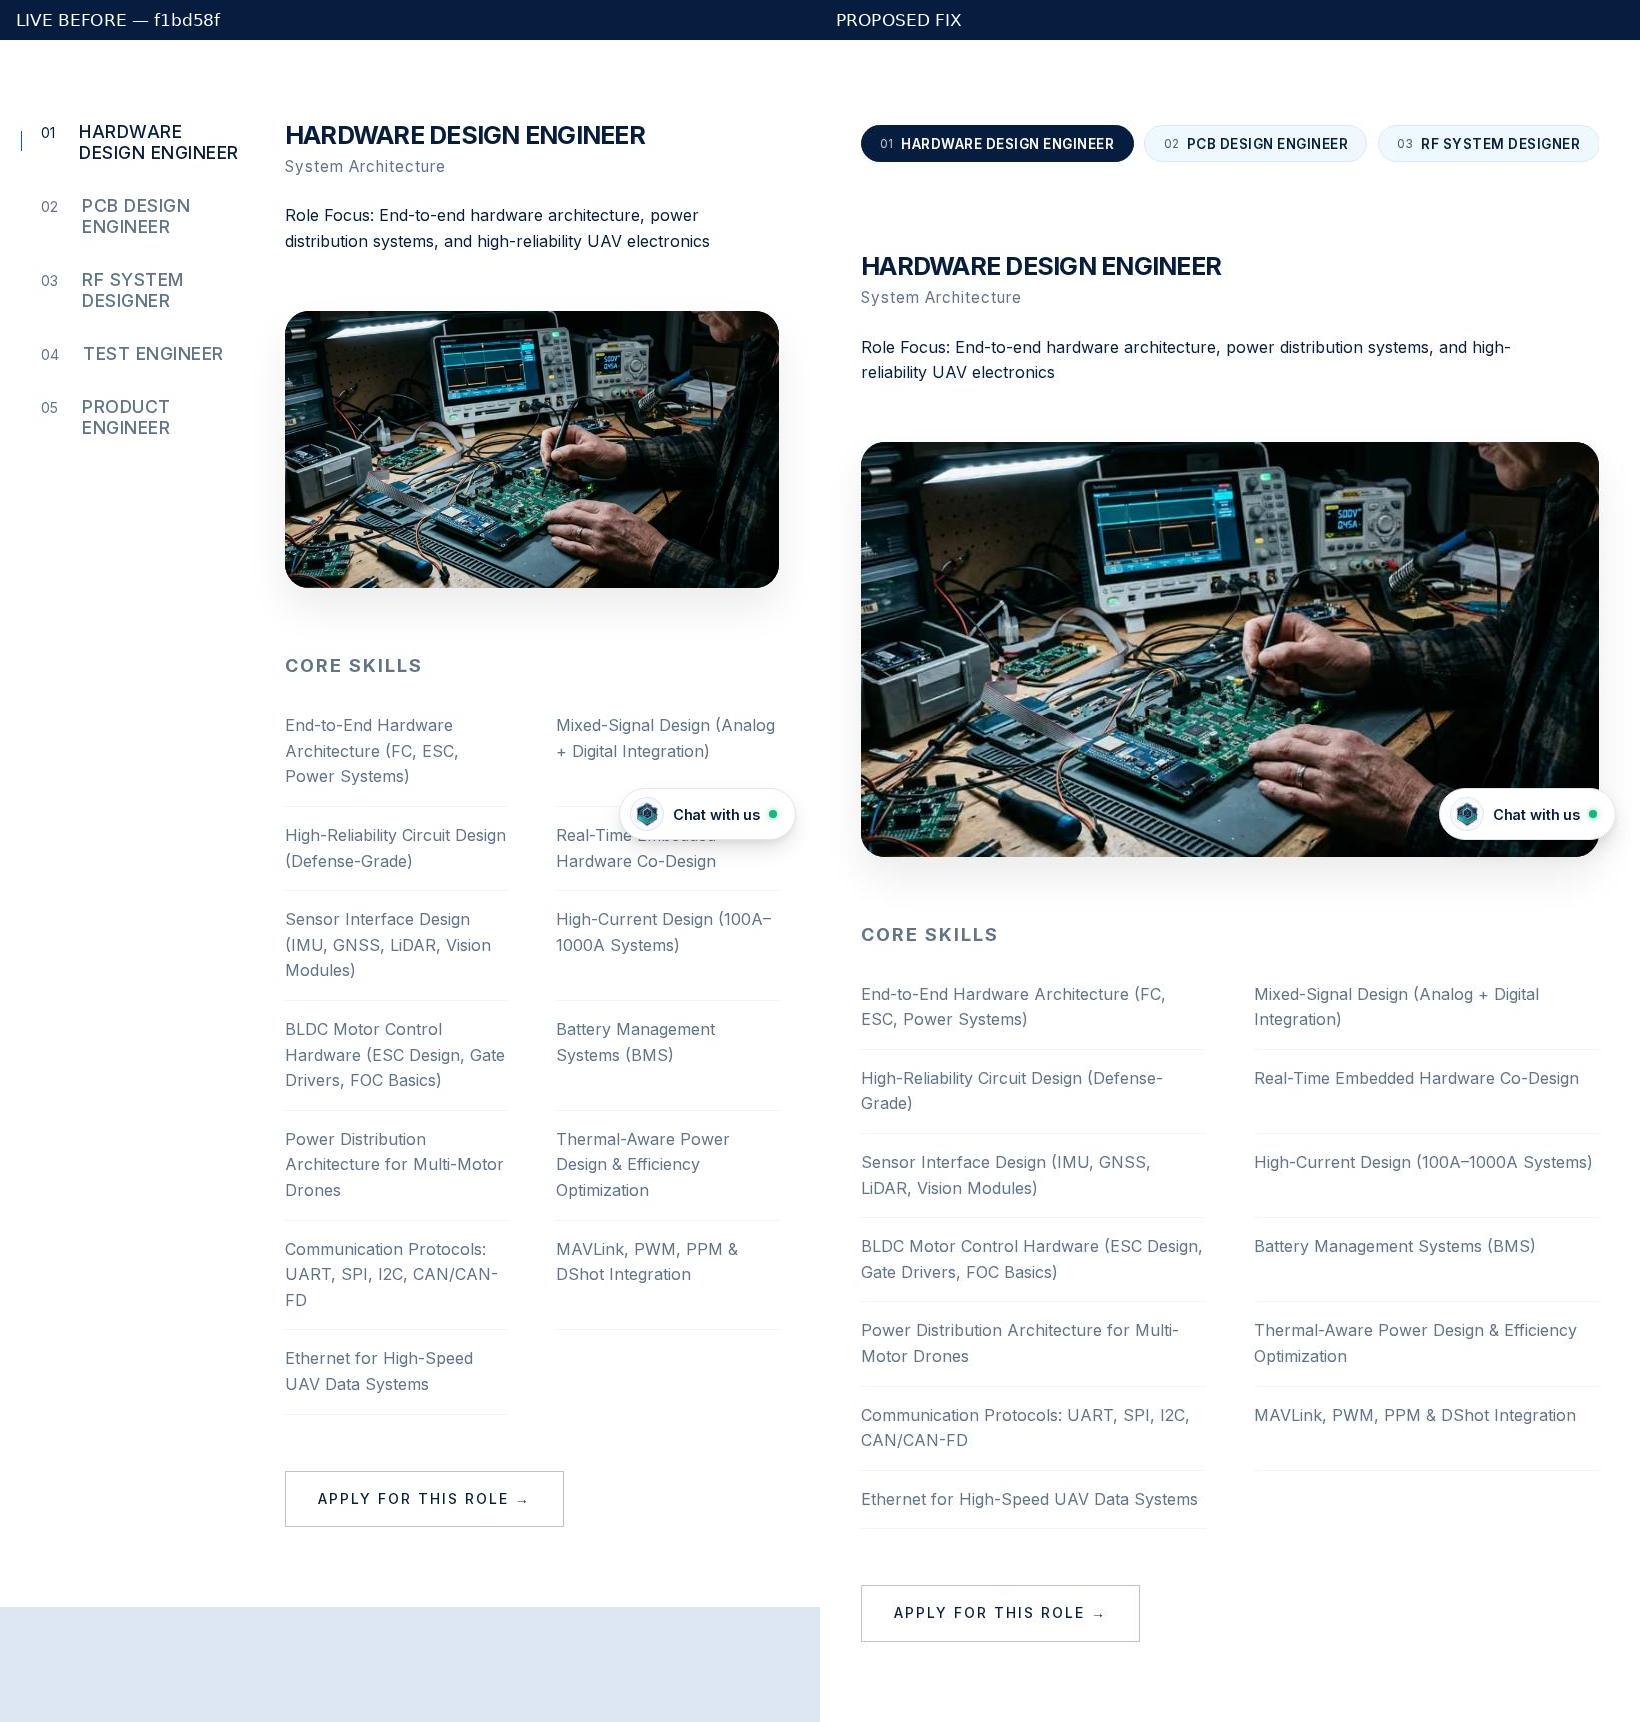 LIVE BEFORE — f1bd58f
01 HARDWARE
DESIGN ENGINEER
02 PCB DESIGN
ENGINEER
03 RF SYSTEM
DESIGNER
04 TEST ENGINEER
05 PRODUCT
ENGINEER
HARDWARE DESIGN ENGINEER
System Architecture
Role Focus: End-to-end hardware architecture, power
distribution systems, and high-reliability UAV electronics
CORE SKILLS
End-to-End Hardware
Architecture (FC, ESC,
Power Systems)
Mixed-Signal Design (Analog
+ Digital Integration)
Chat with us
High-Reliability Circuit Design
(Defense-Grade)
Real-Time
Hardware Co-Design
Sensor Interface Design
(IMU, GNSS, LiDAR, Vision
Modules)
High-Current Design (100A–
1000A Systems)
BLDC Motor Control
Hardware (ESC Design, Gate
Drivers, FOC Basics)
Battery Management
Systems (BMS)
Power Distribution
Architecture for Multi-Motor
Drones
Thermal-Aware Power
Design & Efficiency
Optimization
Communication Protocols:
UART, SPI, I2C, CAN/CAN-
FD
MAVLink, PWM, PPM &
DShot Integration
Ethernet for High-Speed
UAV Data Systems
APPLY FOR THIS ROLE →
PROPOSED FIX
01 HARDWARE DESIGN ENGINEER
02 PCB DESIGN ENGINEER
03 RF SYSTEM DESIGNER
HARDWARE DESIGN ENGINEER
System Architecture
Role Focus: End-to-end hardware architecture, power distribution systems, and high-
reliability UAV electronics
Chat with us
CORE SKILLS
End-to-End Hardware Architecture (FC,
ESC, Power Systems)
Mixed-Signal Design (Analog + Digital
Integration)
High-Reliability Circuit Design (Defense-
Grade)
Real-Time Embedded Hardware Co-Design
Sensor Interface Design (IMU, GNSS,
LiDAR, Vision Modules)
High-Current Design (100A–1000A Systems)
BLDC Motor Control Hardware (ESC Design,
Gate Drivers, FOC Basics)
Battery Management Systems (BMS)
Power Distribution Architecture for Multi-
Motor Drones
Thermal-Aware Power Design & Efficiency
Optimization
Communication Protocols: UART, SPI, I2C,
CAN/CAN-FD
MAVLink, PWM, PPM & DShot Integration
Ethernet for High-Speed UAV Data Systems
APPLY FOR THIS ROLE →